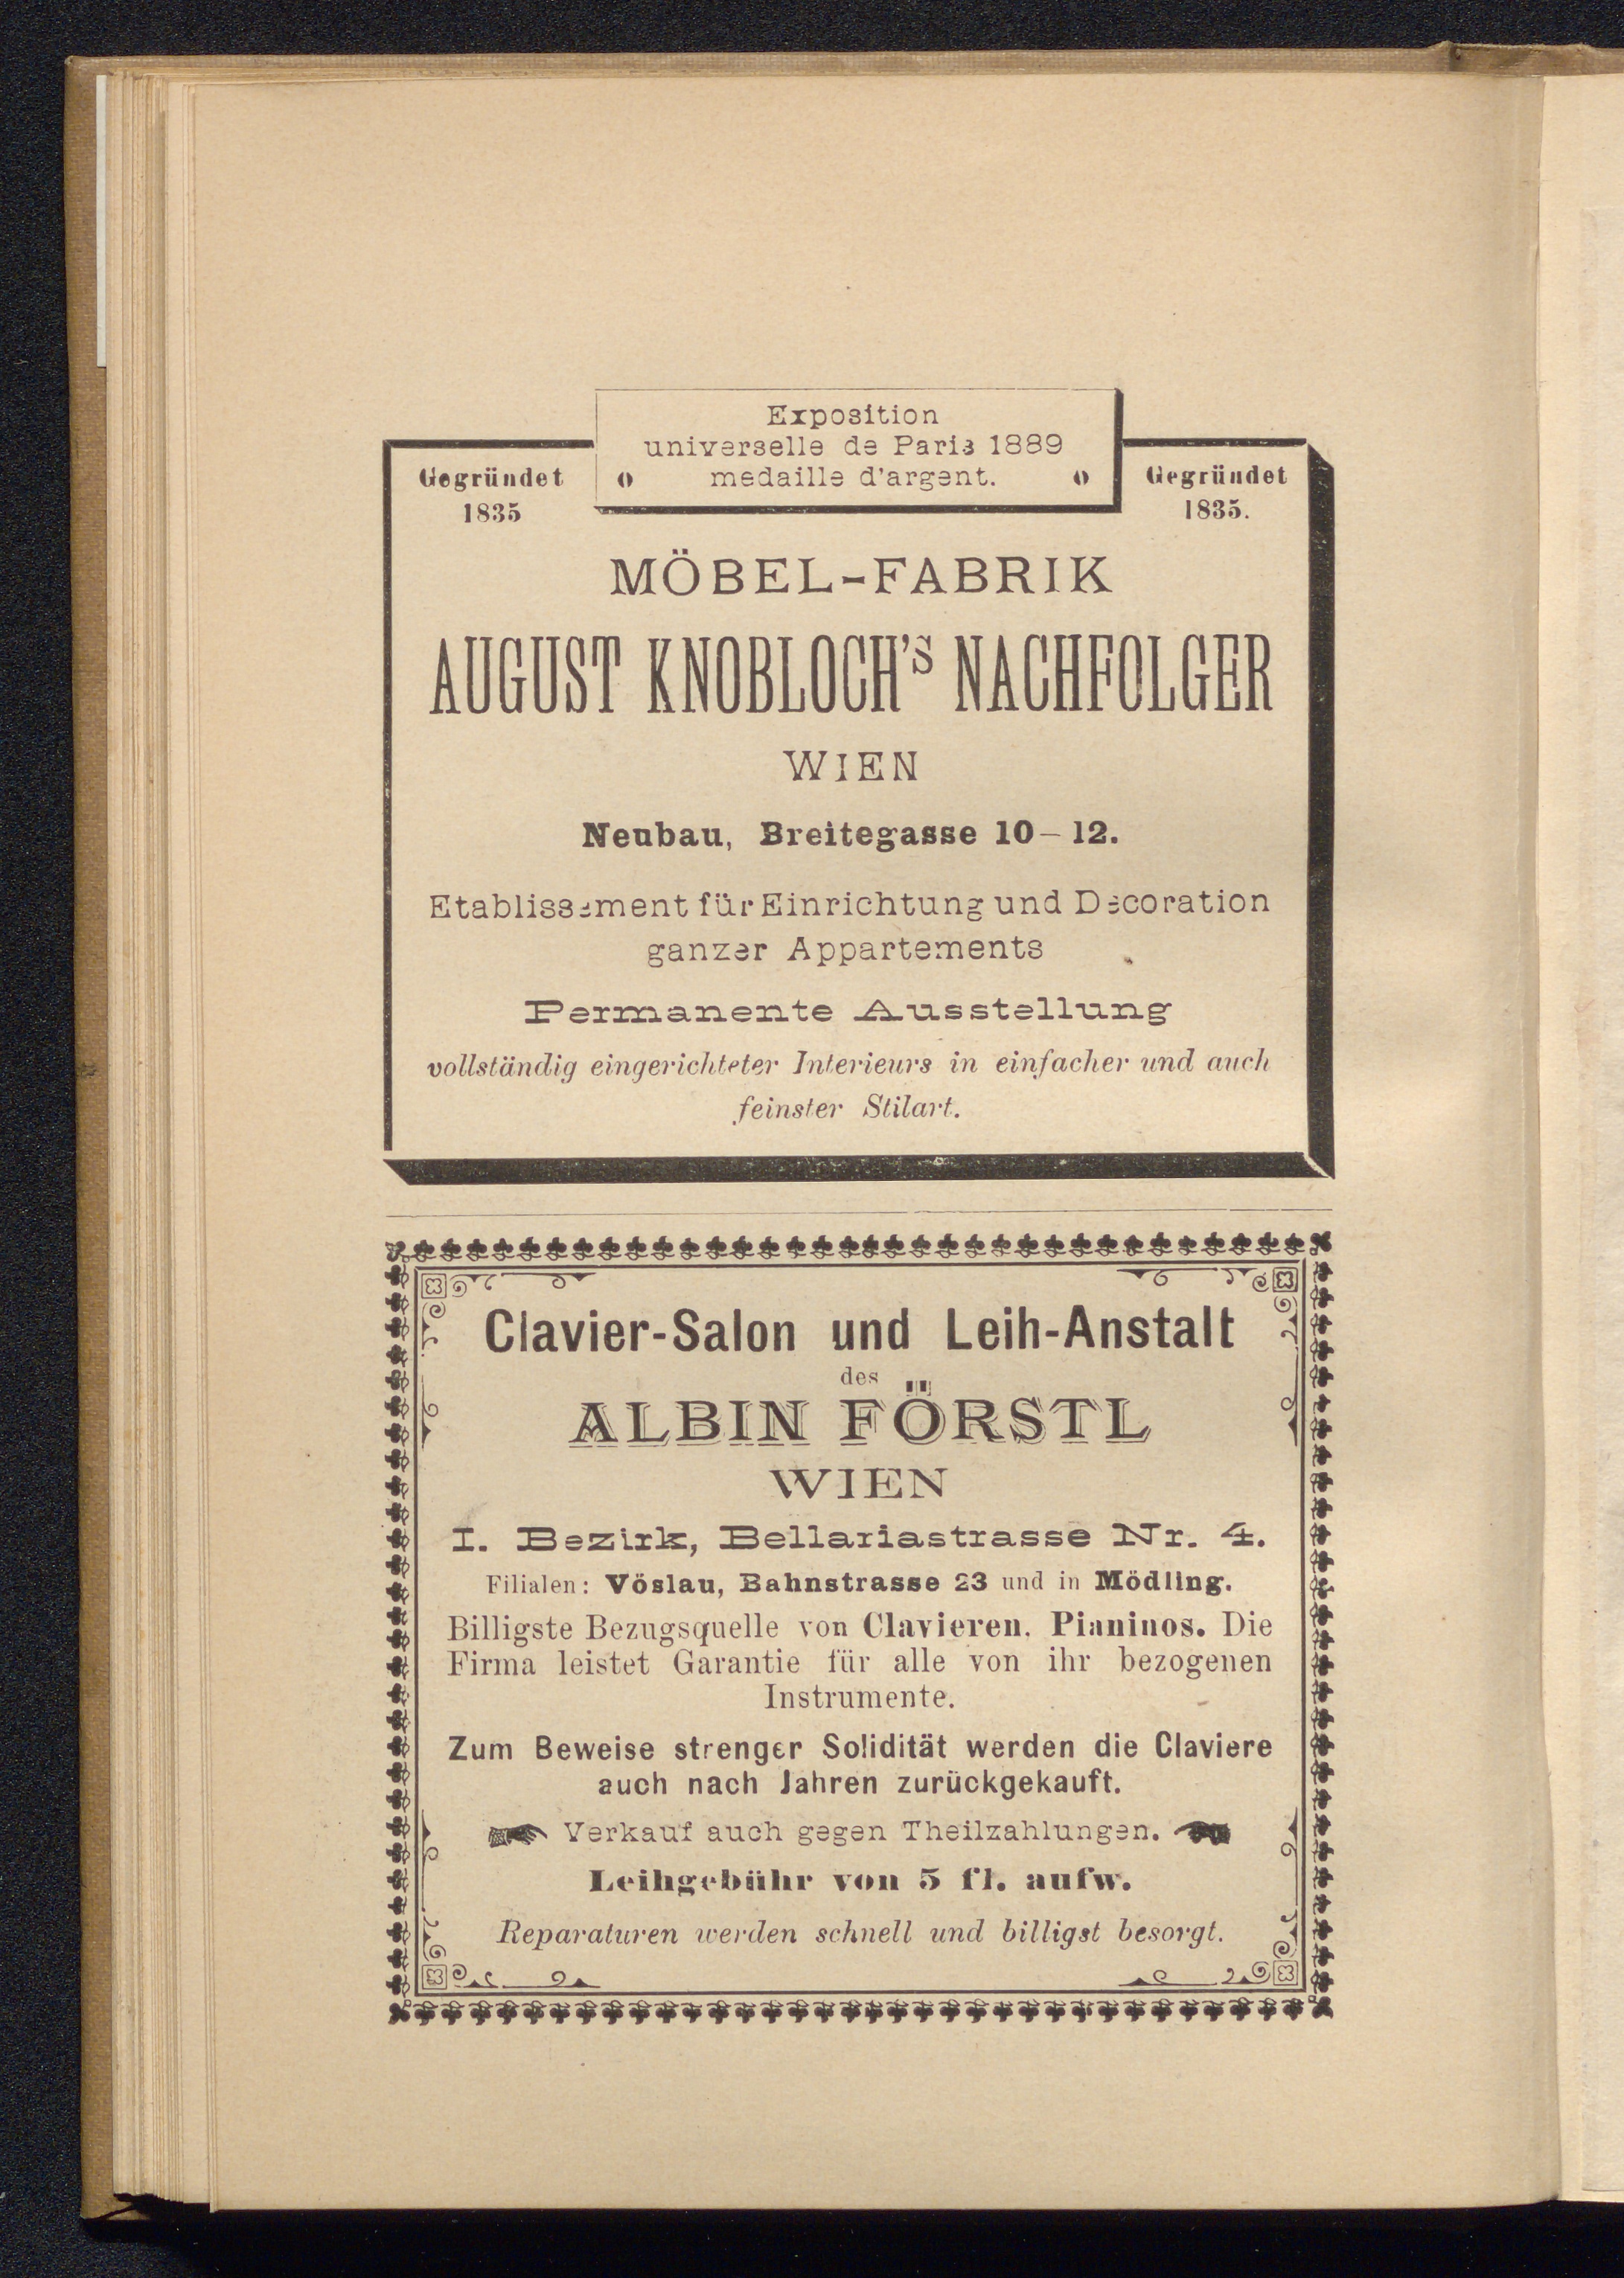 Exposition
universelle de Paris 1889
medaille d'argent.
Gegründet
1835
Gegründet
1835.
MÖBEL-FABRIK
AUGUST KNOBLOCH'S NACHFOLGER
WIEN
Neubau, Breitegasse 10–12.
Etablissement für Einrichtung und Decoration
ganzer Appartements
Permanente Ausstellung
vollständig eingerichteter Interieurs in einfacher und auch
feinster Stilart.
Clavier-Salon und Leih-Anstalt
des
ALBIN FÖRSTL
WIEN
I. Bezirk, Bellariastrasse Nr. 4.
Filialen: Vöslau, Bahnstrasse 23 und in Mödling.
Billigste Bezugsquelle von Clavieren, Pianinos. Die
Firma leistet Garantie für alle von ihr bezogenen
Instrumente.
Zum Beweise strenger Solidität werden die Claviere
auch nach Jahren zurückgekauft.
Verkauf auch gegen Theilzahlungen.
Leihgebühr von 5 fl. aufw.
Reparaturen werden schnell und billigst besorgt.